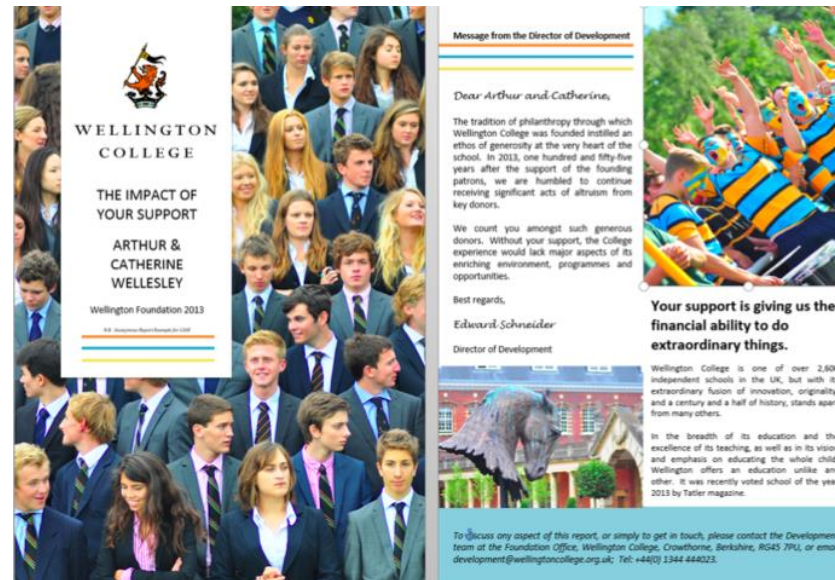 WELLINGTON
COLLEGE
THE IMPACT OF
YOUR SUPPORT
ARTHUR &
CATHERINE
WELLESLEY
Wellington Foundation 2013
N.B. Anonymous Report Example for CASE
Message from the Director of Development
Dear Arthur and Catherine,
The tradition of philanthropy through which
Wellington College was founded instilled an
ethos of generosity at the very heart of the
school. In 2013, one hundred and fifty-five
years after the support of the founding
patrons, we are humbled to continue
receiving significant acts of altruism from
key donors.
We count you amongst such generous
donors. Without your support, the College
experience would lack major aspects of its
enriching environment, programmes and
opportunities.
Best regards,
Edward Schneider
Director of Development
Your support is giving us the
financial ability to do
extraordinary things.
Wellington College is one of over 2,600
independent schools in the UK, but with its
extraordinary fusion of innovation, originality
and a century and a half of history, stands apart
from many others.
In the breadth of its education and the
excellence of its teaching, as well as in its vision
and emphasis on educating the whole child,
Wellington offers an education unlike any
other. It was recently voted school of the year
2013 by Tatler magazine.
To discuss any aspect of this report, or simply to get in touch, please contact the Development
team at the Foundation Office, Wellington College, Crowthorne, Berkshire, RG45 7PU, or email
development@wellingtoncollege.org.uk; Tel: +44(0) 1344 444023.